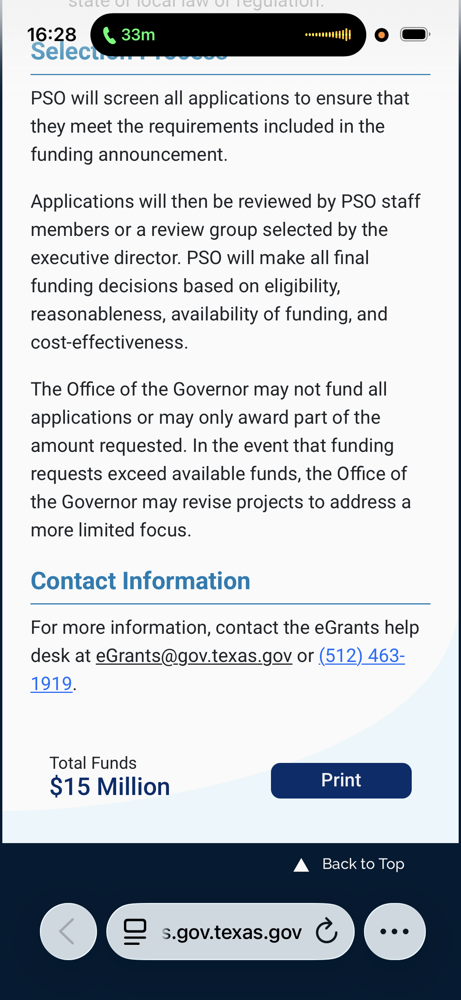 state or local law or regulation.
16:28
33m
Selection Process
PSO will screen all applications to ensure that
they meet the requirements included in the
funding announcement.
Applications will then be reviewed by PSO staff
members or a review group selected by the
executive director. PSO will make all final
funding decisions based on eligibility,
reasonableness, availability of funding, and
cost-effectiveness.
The Office of the Governor may not fund all
applications or may only award part of the
amount requested. In the event that funding
requests exceed available funds, the Office of
the Governor may revise projects to address a
more limited focus.
Contact Information
For more information, contact the eGrants help
desk at eGrants@gov.texas.gov or (512) 463-
1919.
Total Funds
$15 Million
Print
Back to Top
s.gov.texas.gov